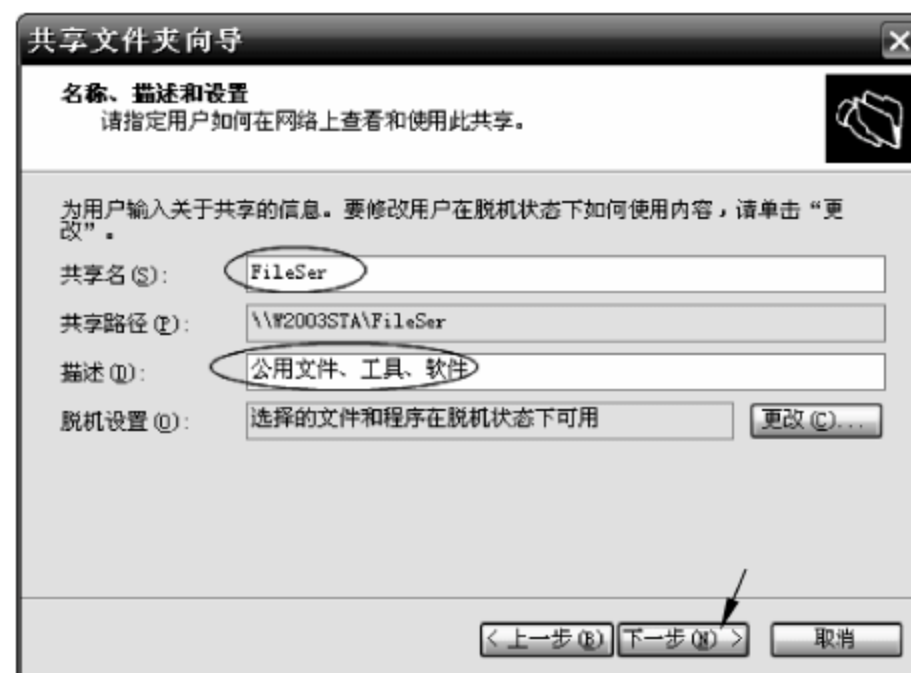 共享文件夹向导
名称、描述和设置
请指定用户如何在网络上查看和使用此共享。
为用户输入关于共享的信息。要修改用户在脱机状态下如何使用内容，请单击“更
改”。
共享名(S): FileSer
共享路径(P): \\W2003STA\FileSer
描述(D): 公用文件、工具、软件
脱机设置(O): 选择的文件和程序在脱机状态下可用 更改(C)...
< 上一步(B) 下一步(N) > 取消